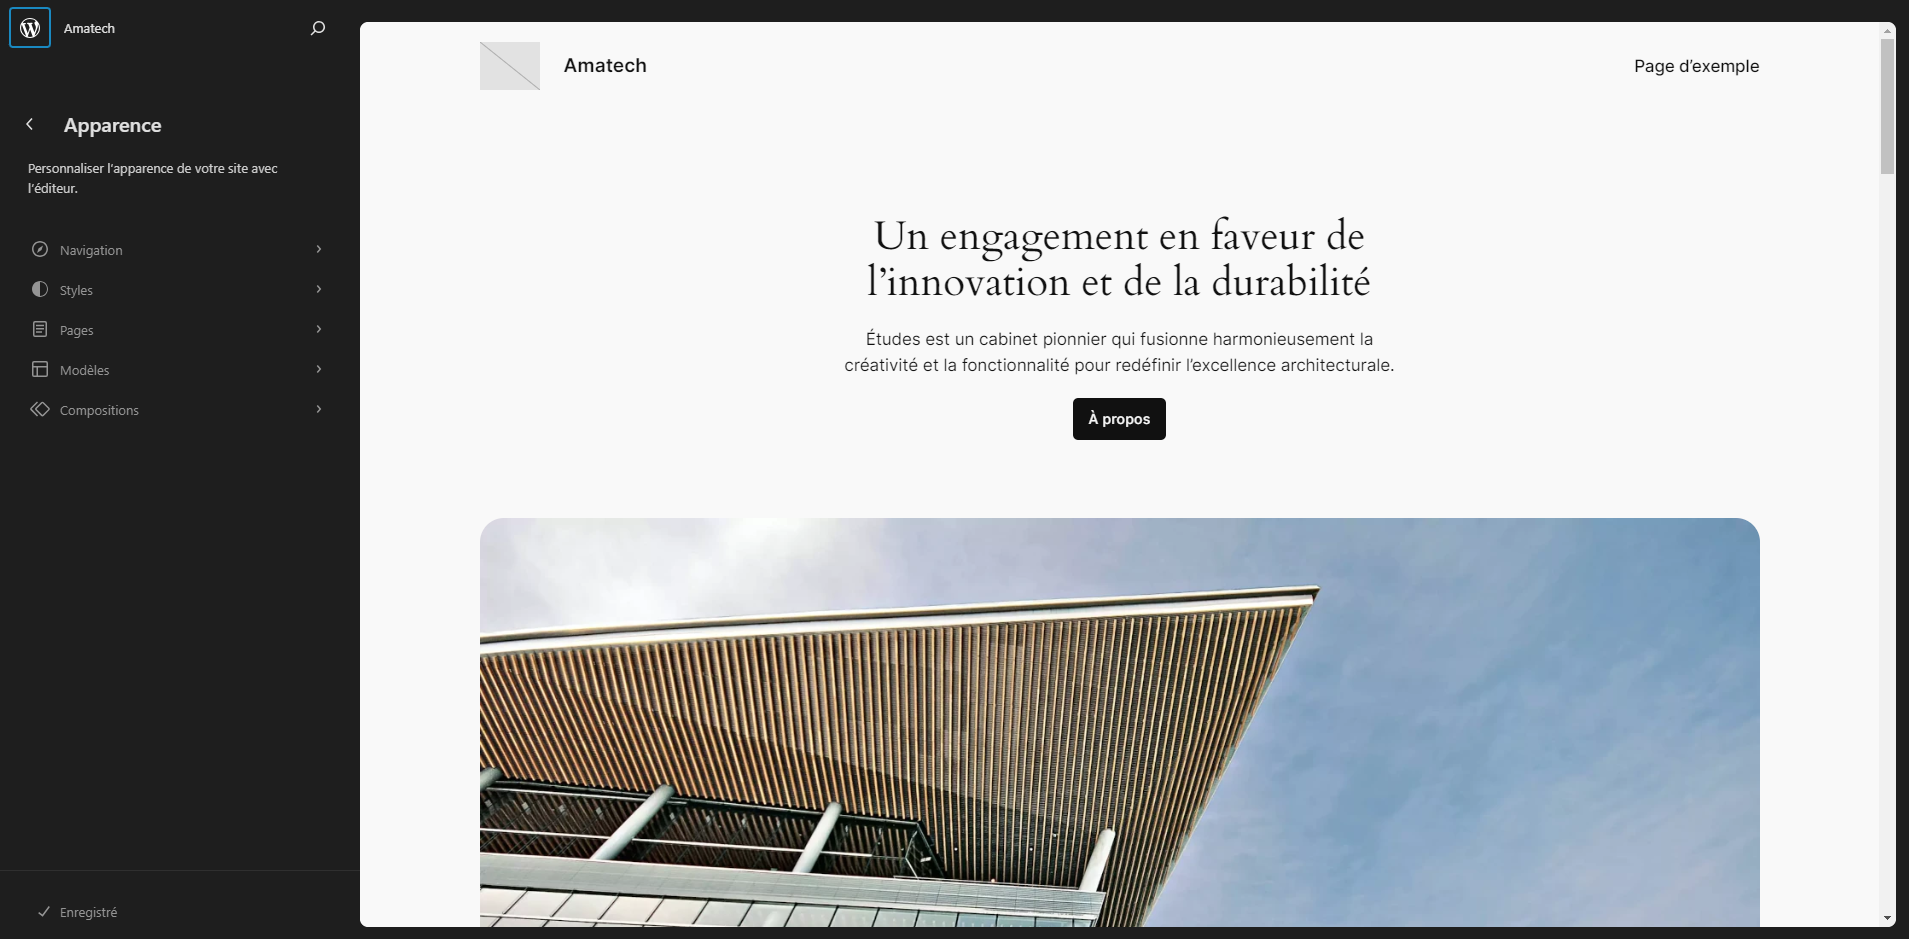 Amatech
Apparence
Personnaliser l’apparence de votre site avec
l’éditeur.
Navigation
Styles
Pages
Modèles
Compositions
Enregistré
Amatech
Page d’exemple
Un engagement en faveur de
l’innovation et de la durabilité
Études est un cabinet pionnier qui fusionne harmonieusement la
créativité et la fonctionnalité pour redéfinir l’excellence architecturale.
À propos